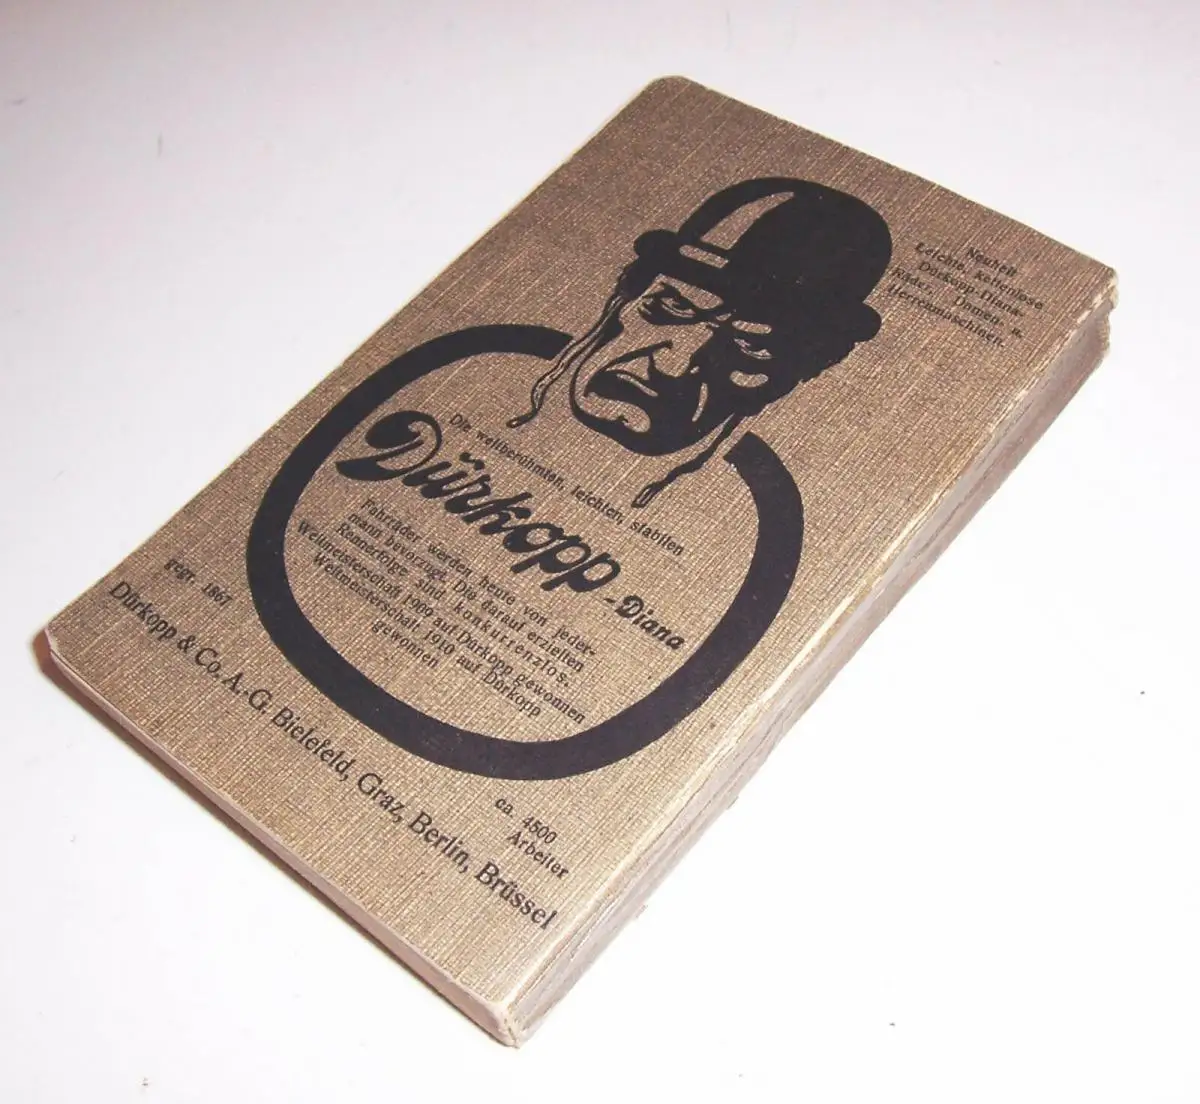 Neuheit
Leichte, kettenlose
Dürkopp-Diana-
Räder, Damen- u.
Herrenmaschinen.
Die weltberühmten, leichten, stabilen
Dürkopp-Diana
Fahrräder werden heute von jeder-
mann bevorzugt. Die darauf erzielten
Rennerfolge sind konkurrenzlos.
Weltmeisterschaft 1909 auf Dürkopp gewonnen
Weltmeisterschaft 1910 auf Dürkopp
gewonnen
gegr. 1867
ca. 4500
Arbeiter
Dürkopp & Co. A.-G. Bielefeld, Graz, Berlin, Brüssel